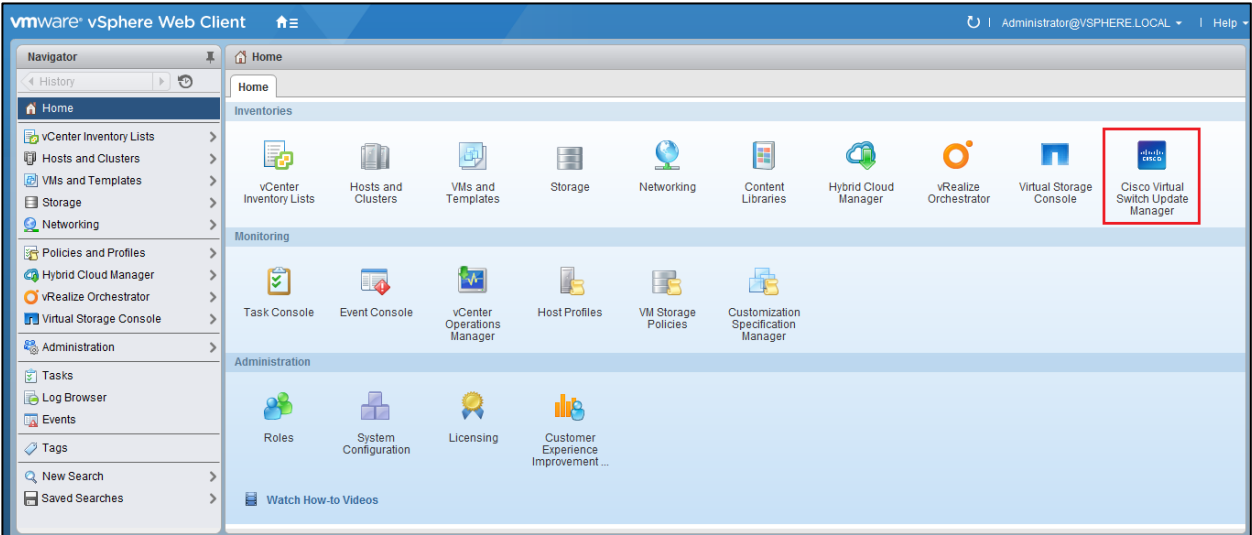 vmware® vSphere Web Client
Administrator@VSPHERE.LOCAL
Help
Navigator
History
Home
vCenter Inventory Lists
Hosts and Clusters
VMs and Templates
Storage
Networking
Policies and Profiles
Hybrid Cloud Manager
vRealize Orchestrator
Virtual Storage Console
Administration
Tasks
Log Browser
Events
Tags
New Search
Saved Searches
Home
Home
Inventories
vCenter
Inventory Lists
Hosts and
Clusters
VMs and
Templates
Storage
Networking
Content
Libraries
Hybrid Cloud
Manager
vRealize
Orchestrator
Virtual Storage
Console
CISCO
Cisco Virtual
Switch Update
Manager
Monitoring
Task Console
Event Console
vCenter
Operations
Manager
Host Profiles
VM Storage
Policies
Customization
Specification
Manager
Administration
Roles
System
Configuration
Licensing
Customer
Experience
Improvement ...
Watch How-to Videos